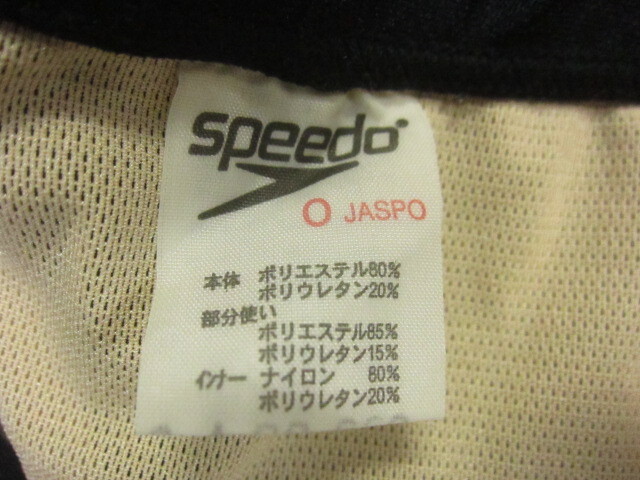 speedo
O JASPO
本体 ポリエステル80%
ポリウレタン20%
部分使い
ポリエステル85%
ポリウレタン15%
インナー ナイロン 80%
ポリウレタン20%